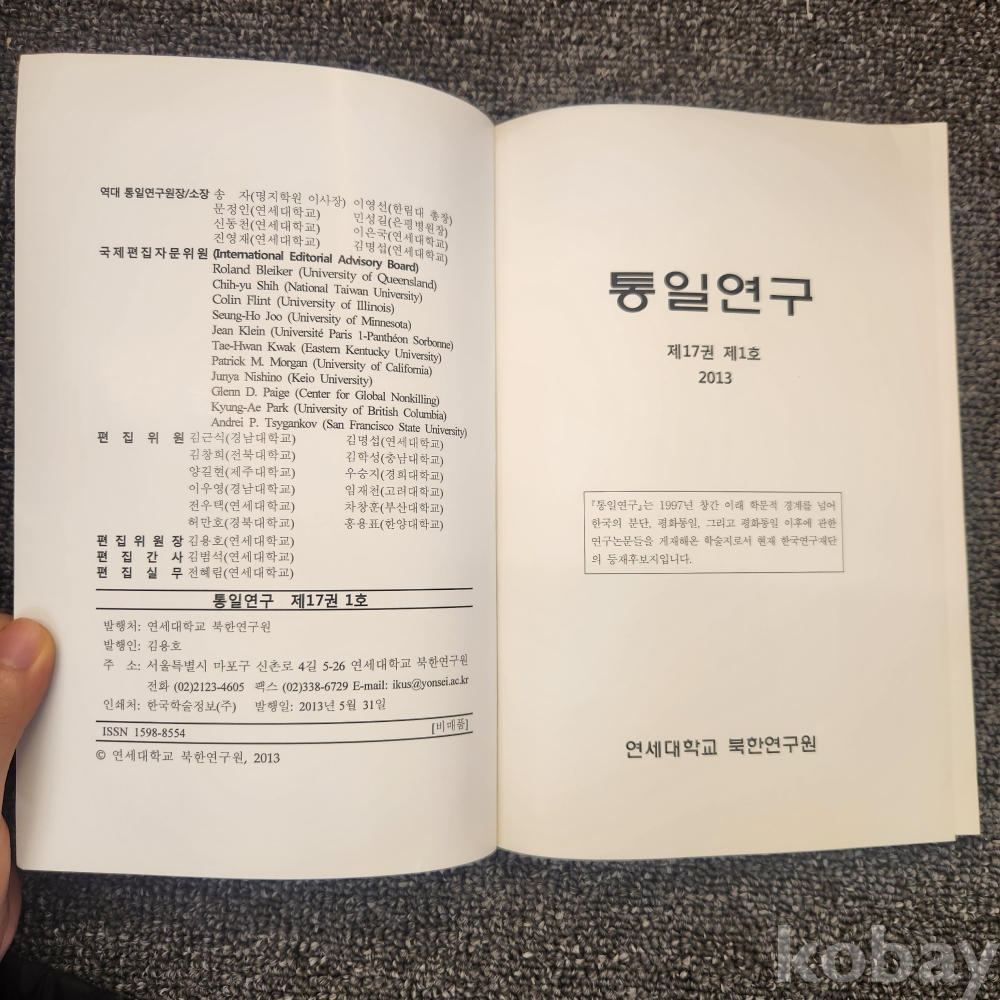 역대 통일연구원장/소장 송 자(명지학원 이사장) 이영선(한림대 총장)
문정인(연세대학교) 민성길(은평병원장)
신동천(연세대학교) 이은국(연세대학교)
진영재(연세대학교) 김명섭(연세대학교)
국제편집자문위원 (International Editorial Advisory Board)
Roland Bleiker (University of Queensland)
Chih-yu Shih (National Taiwan University)
Colin Flint (University of Illinois)
Seung-Ho Joo (University of Minnesota)
Jean Klein (Université Paris 1-Panthéon Sorbonne)
Tae-Hwan Kwak (Eastern Kentucky University)
Patrick M. Morgan (University of California)
Junya Nishino (Keio University)
Glenn D. Paige (Center for Global Nonkilling)
Kyung-Ae Park (University of British Columbia)
Andrei P. Tsygankov (San Francisco State University)
편집위원 김근식(경남대학교) 김명섭(연세대학교)
김창희(전북대학교) 김학성(충남대학교)
양길현(제주대학교) 우승지(경희대학교)
이우영(경남대학교) 임재천(고려대학교)
전우택(연세대학교) 차창훈(부산대학교)
허만호(경북대학교) 홍용표(한양대학교)
편집위원장 김용호(연세대학교)
편집간사 김범석(연세대학교)
편집실무 전혜림(연세대학교)
통일연구 제17권 1호
발행처: 연세대학교 북한연구원
발행인: 김용호
주 소: 서울특별시 마포구 신촌로 4길 5-26 연세대학교 북한연구원
전화 (02)2123-4605 팩스 (02)338-6729 E-mail: ikus@yonsei.ac.kr
인쇄처: 한국학술정보(주) 발행일: 2013년 5월 31일
ISSN 1598-8554 [비매품]
© 연세대학교 북한연구원, 2013
통일연구
제17권 제1호
2013
『통일연구』는 1997년 창간 이래 학문적 경계를 넘어
한국의 분단, 평화통일, 그리고 평화통일 이후에 관한
연구논문들을 게재해온 학술지로서 현재 한국연구재단
의 등재후보지입니다.
연세대학교 북한연구원
kobay